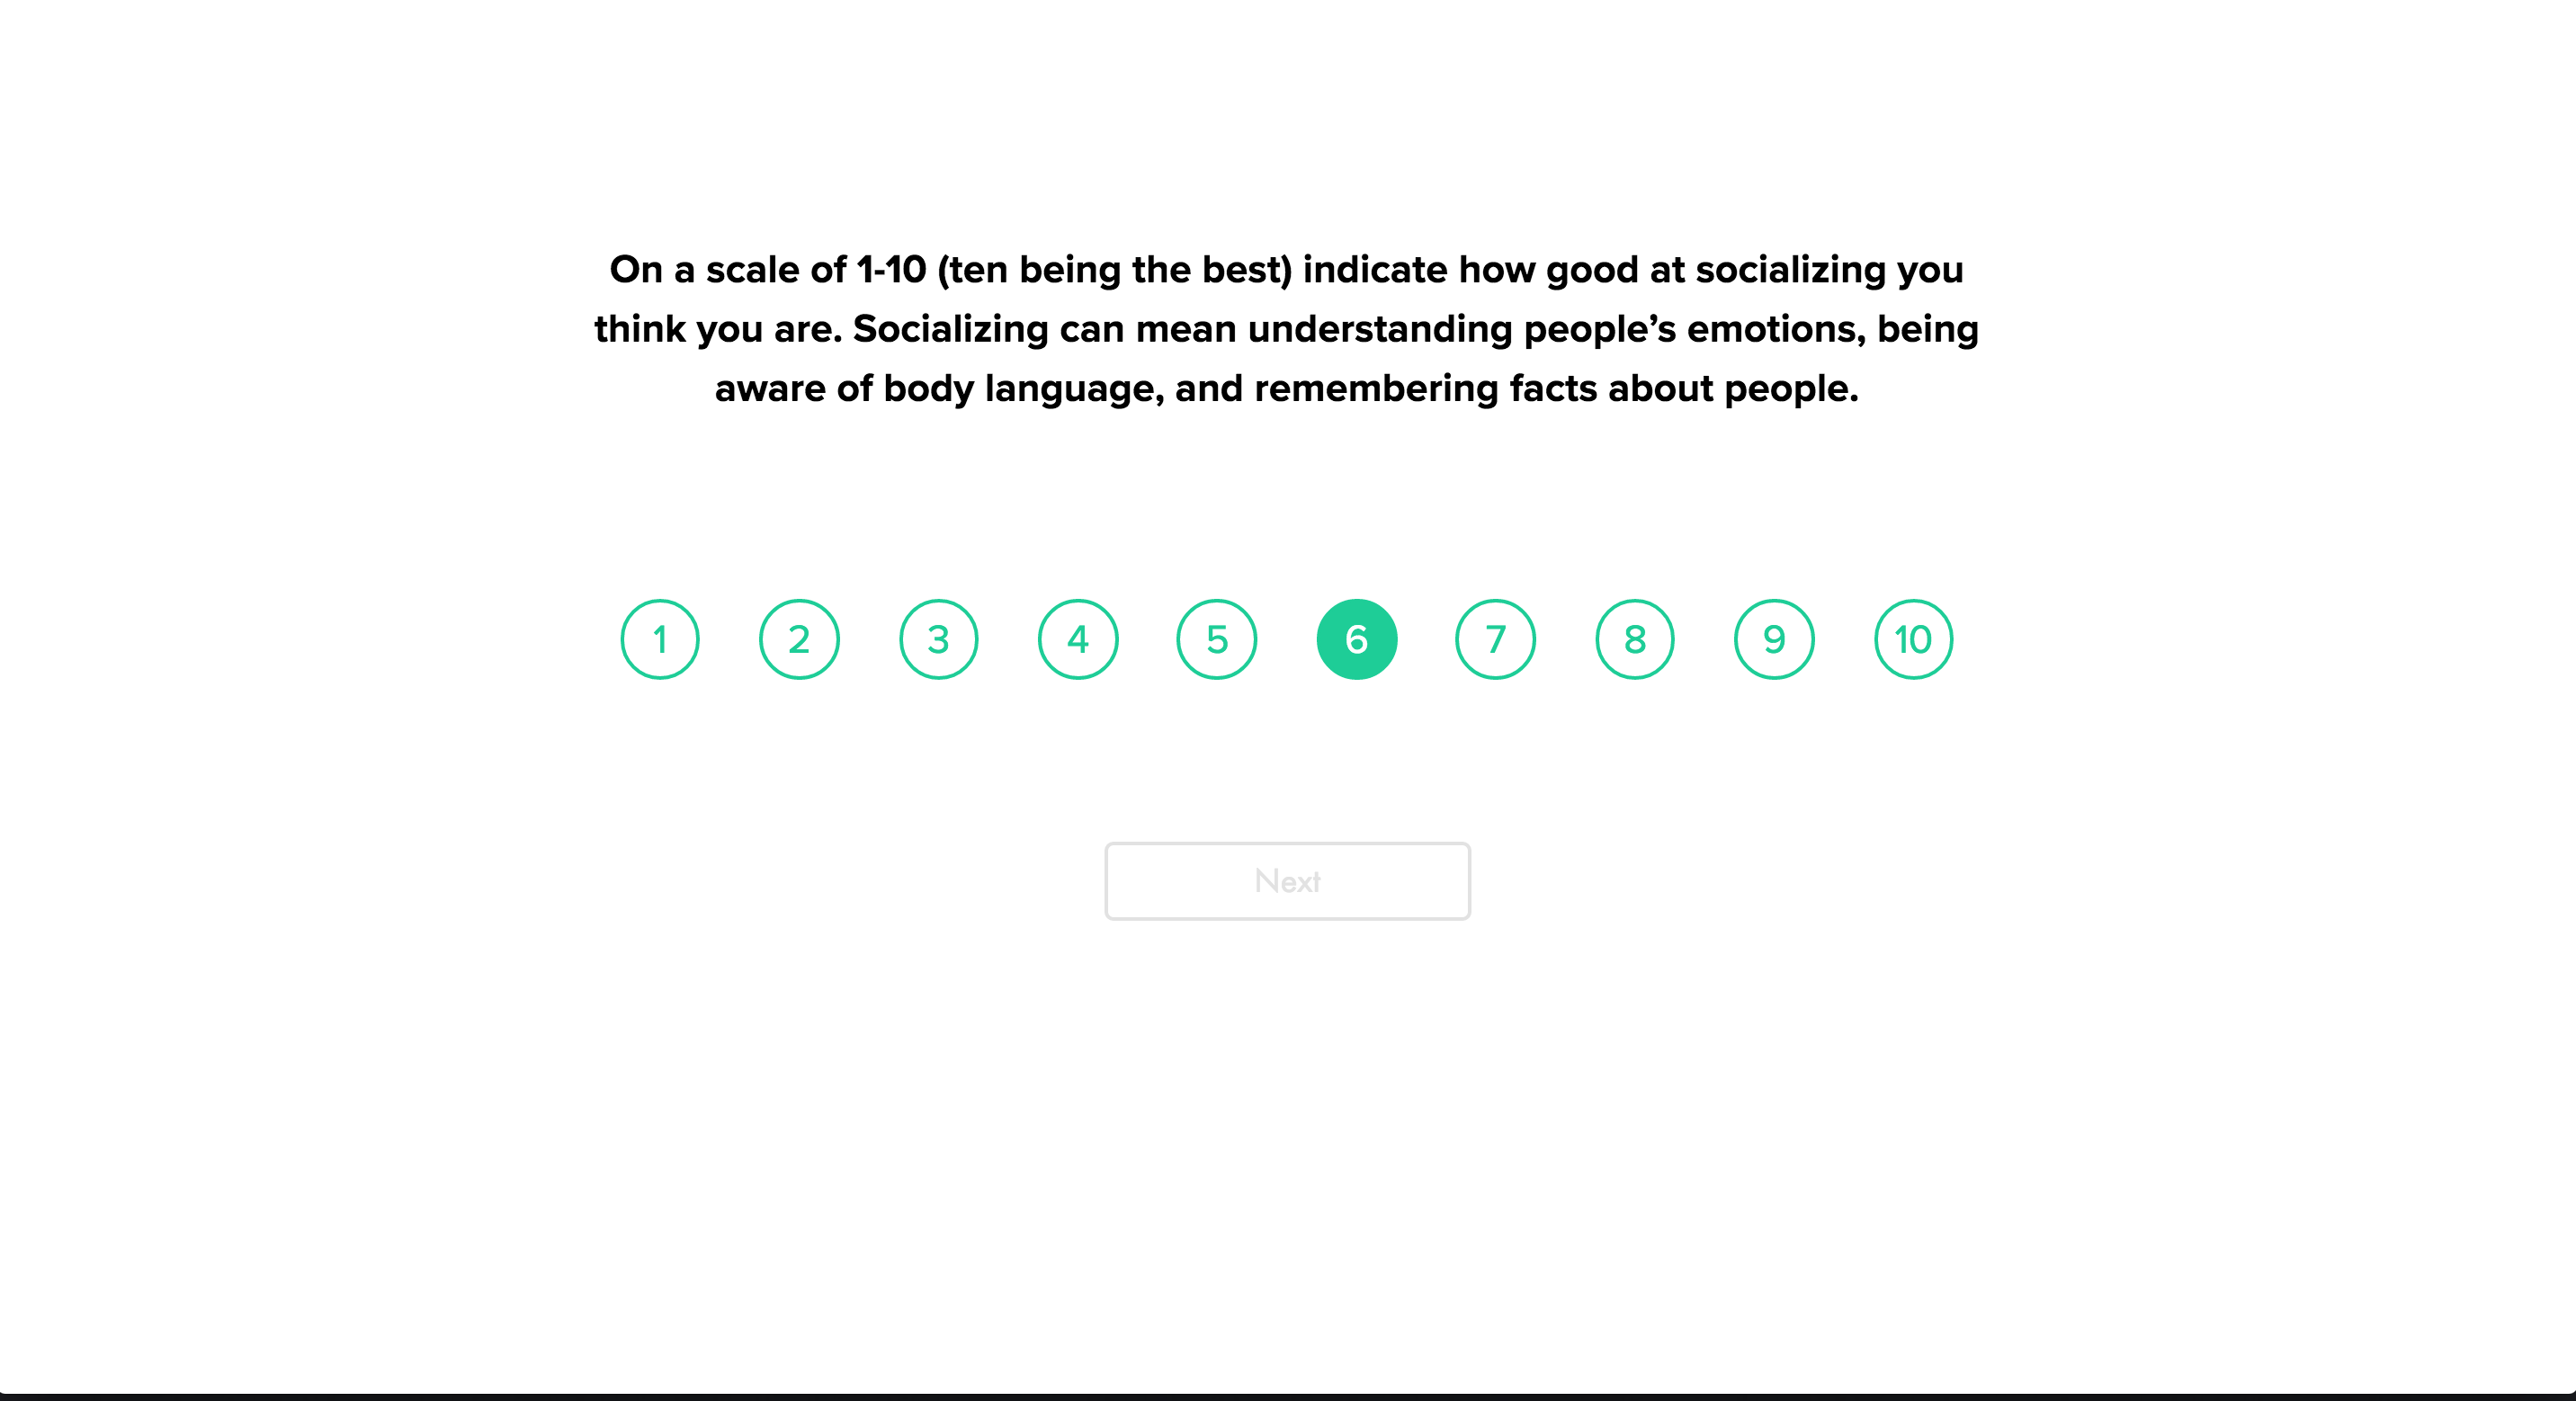 On a scale of 1-10 (ten being the best) indicate how good at socializing you
think you are. Socializing can mean understanding people’s emotions, being
aware of body language, and remembering facts about people.
1 2 3 4 5 6 7 8 9 10
Next